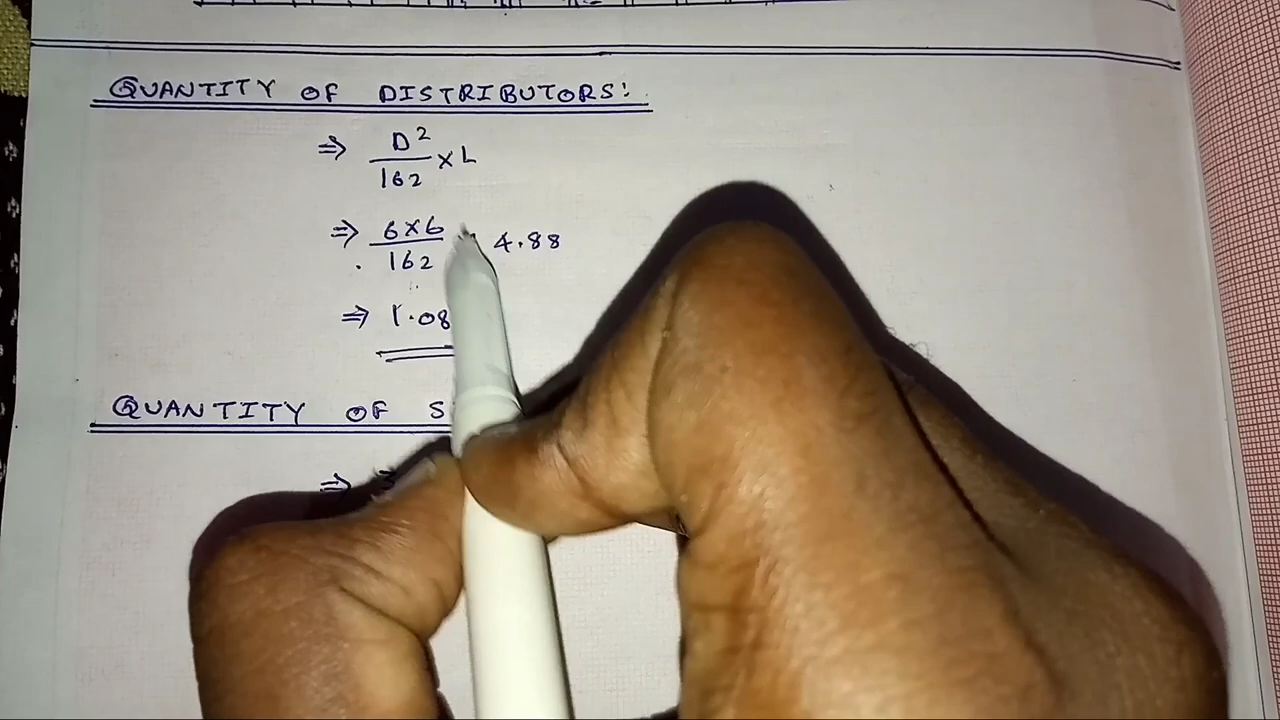 QUANTITY OF DISTRIBUTORS:
⇒ D²/162 × L
⇒ 6×6/162 4.88
⇒ 1.08
QUANTITY OF S
⇒